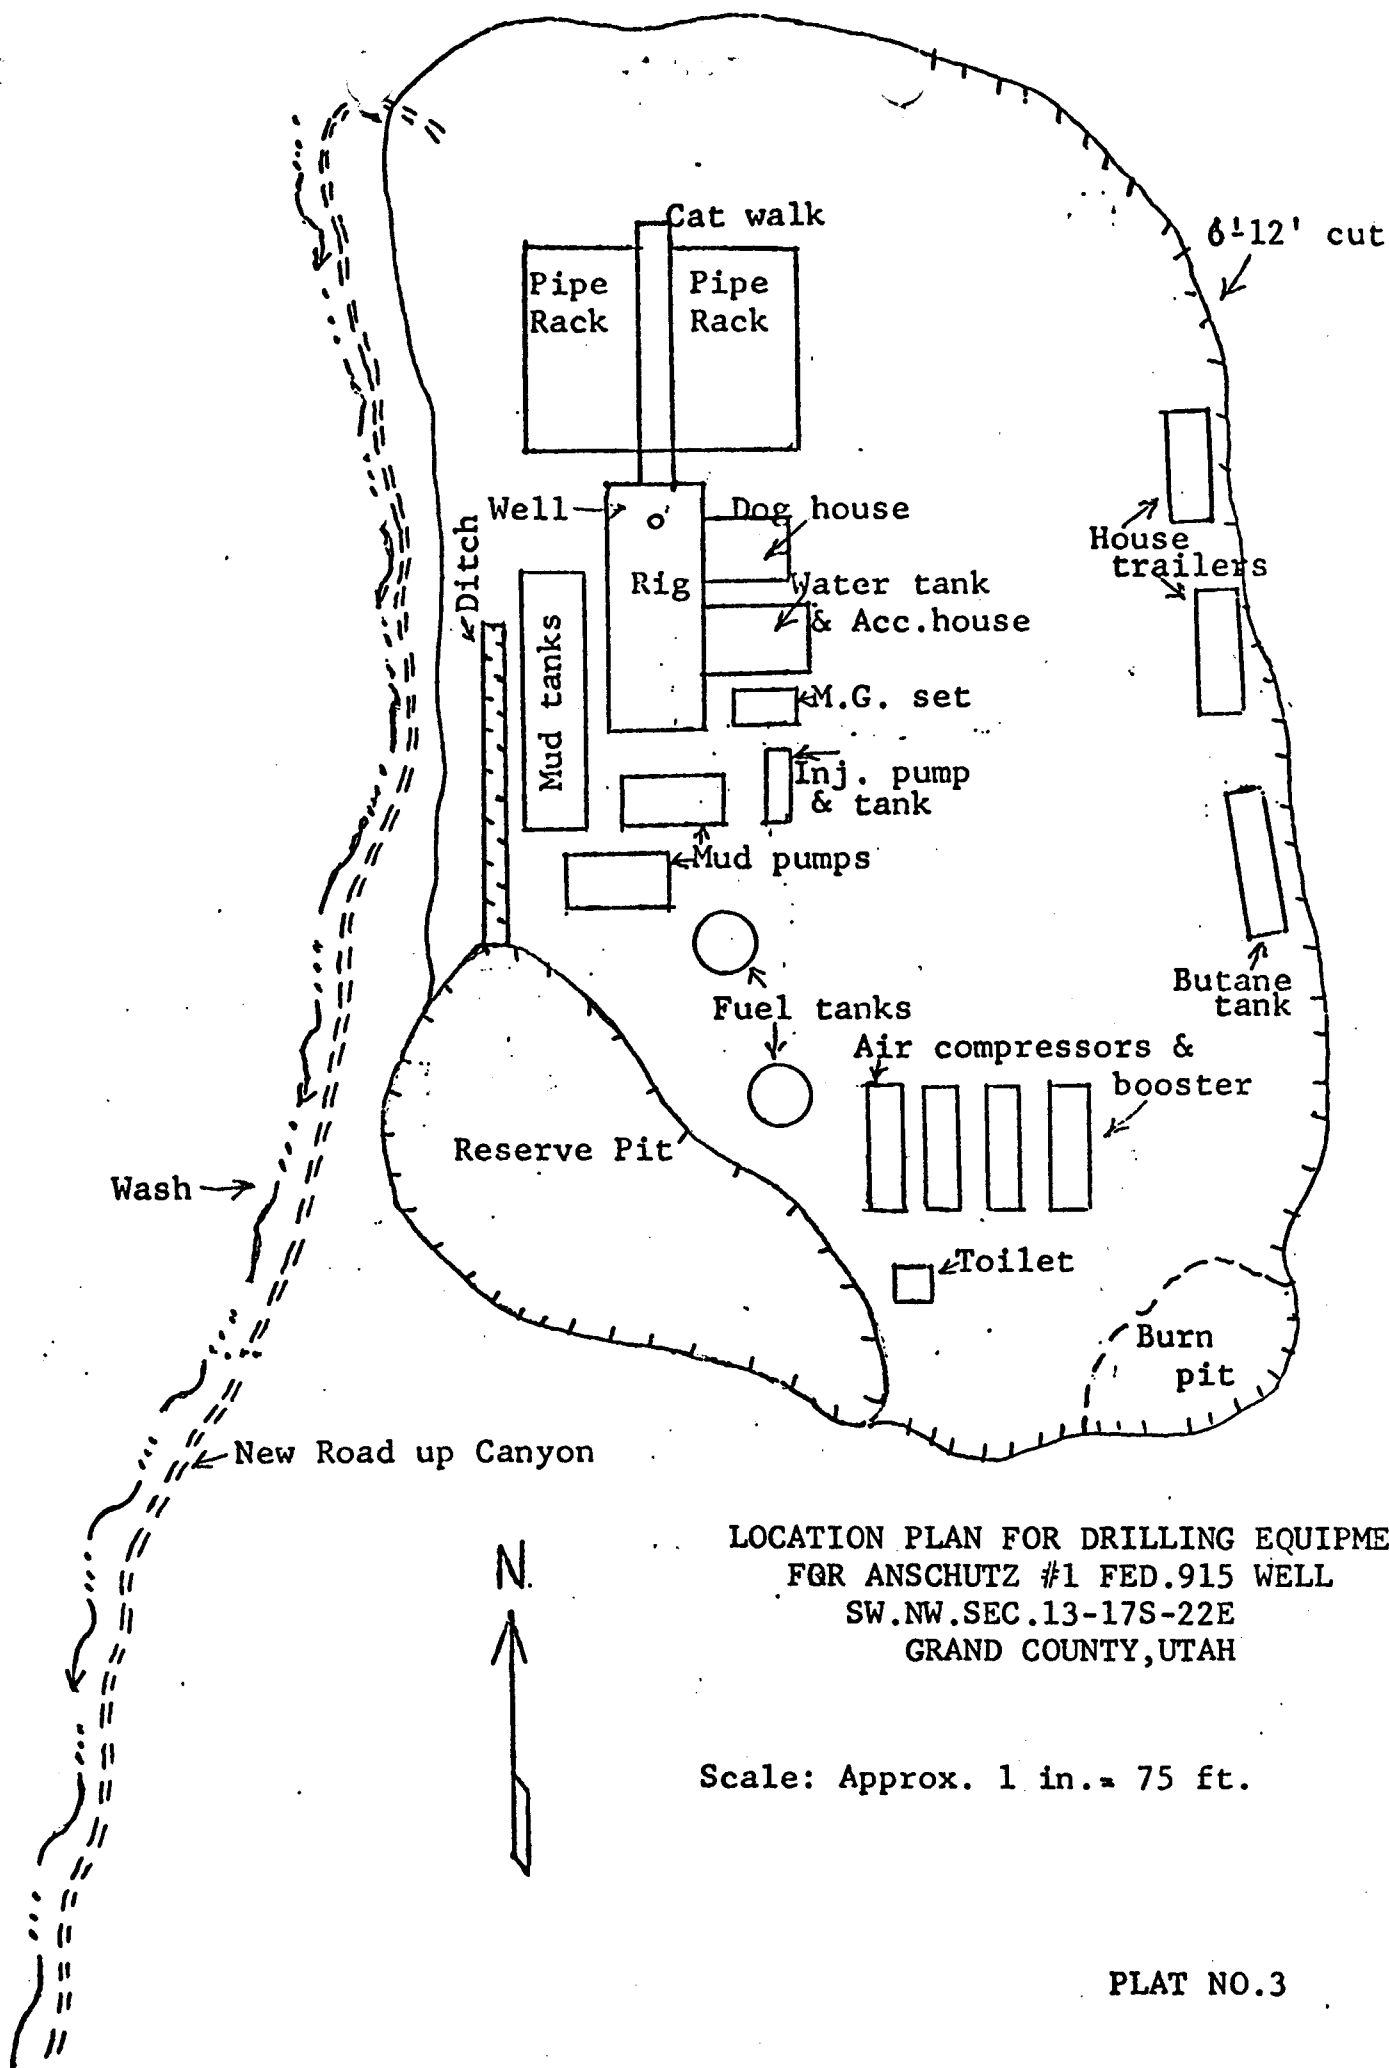 Cat walk
6'-12' cut
Pipe
Rack
Pipe
Rack
Well
Dog house
Ditch
House
trailers
Rig
Water tank
& Acc.house
Mud tanks
M.G. set
Inj. pump
& tank
Mud pumps
Butane
tank
Fuel tanks
Air compressors &
booster
Reserve Pit
Wash
Toilet
Burn
pit
New Road up Canyon
LOCATION PLAN FOR DRILLING EQUIPME
FOR ANSCHUTZ #1 FED.915 WELL
SW.NW.SEC.13-17S-22E
GRAND COUNTY,UTAH
N
Scale: Approx. 1 in.= 75 ft.
PLAT NO.3